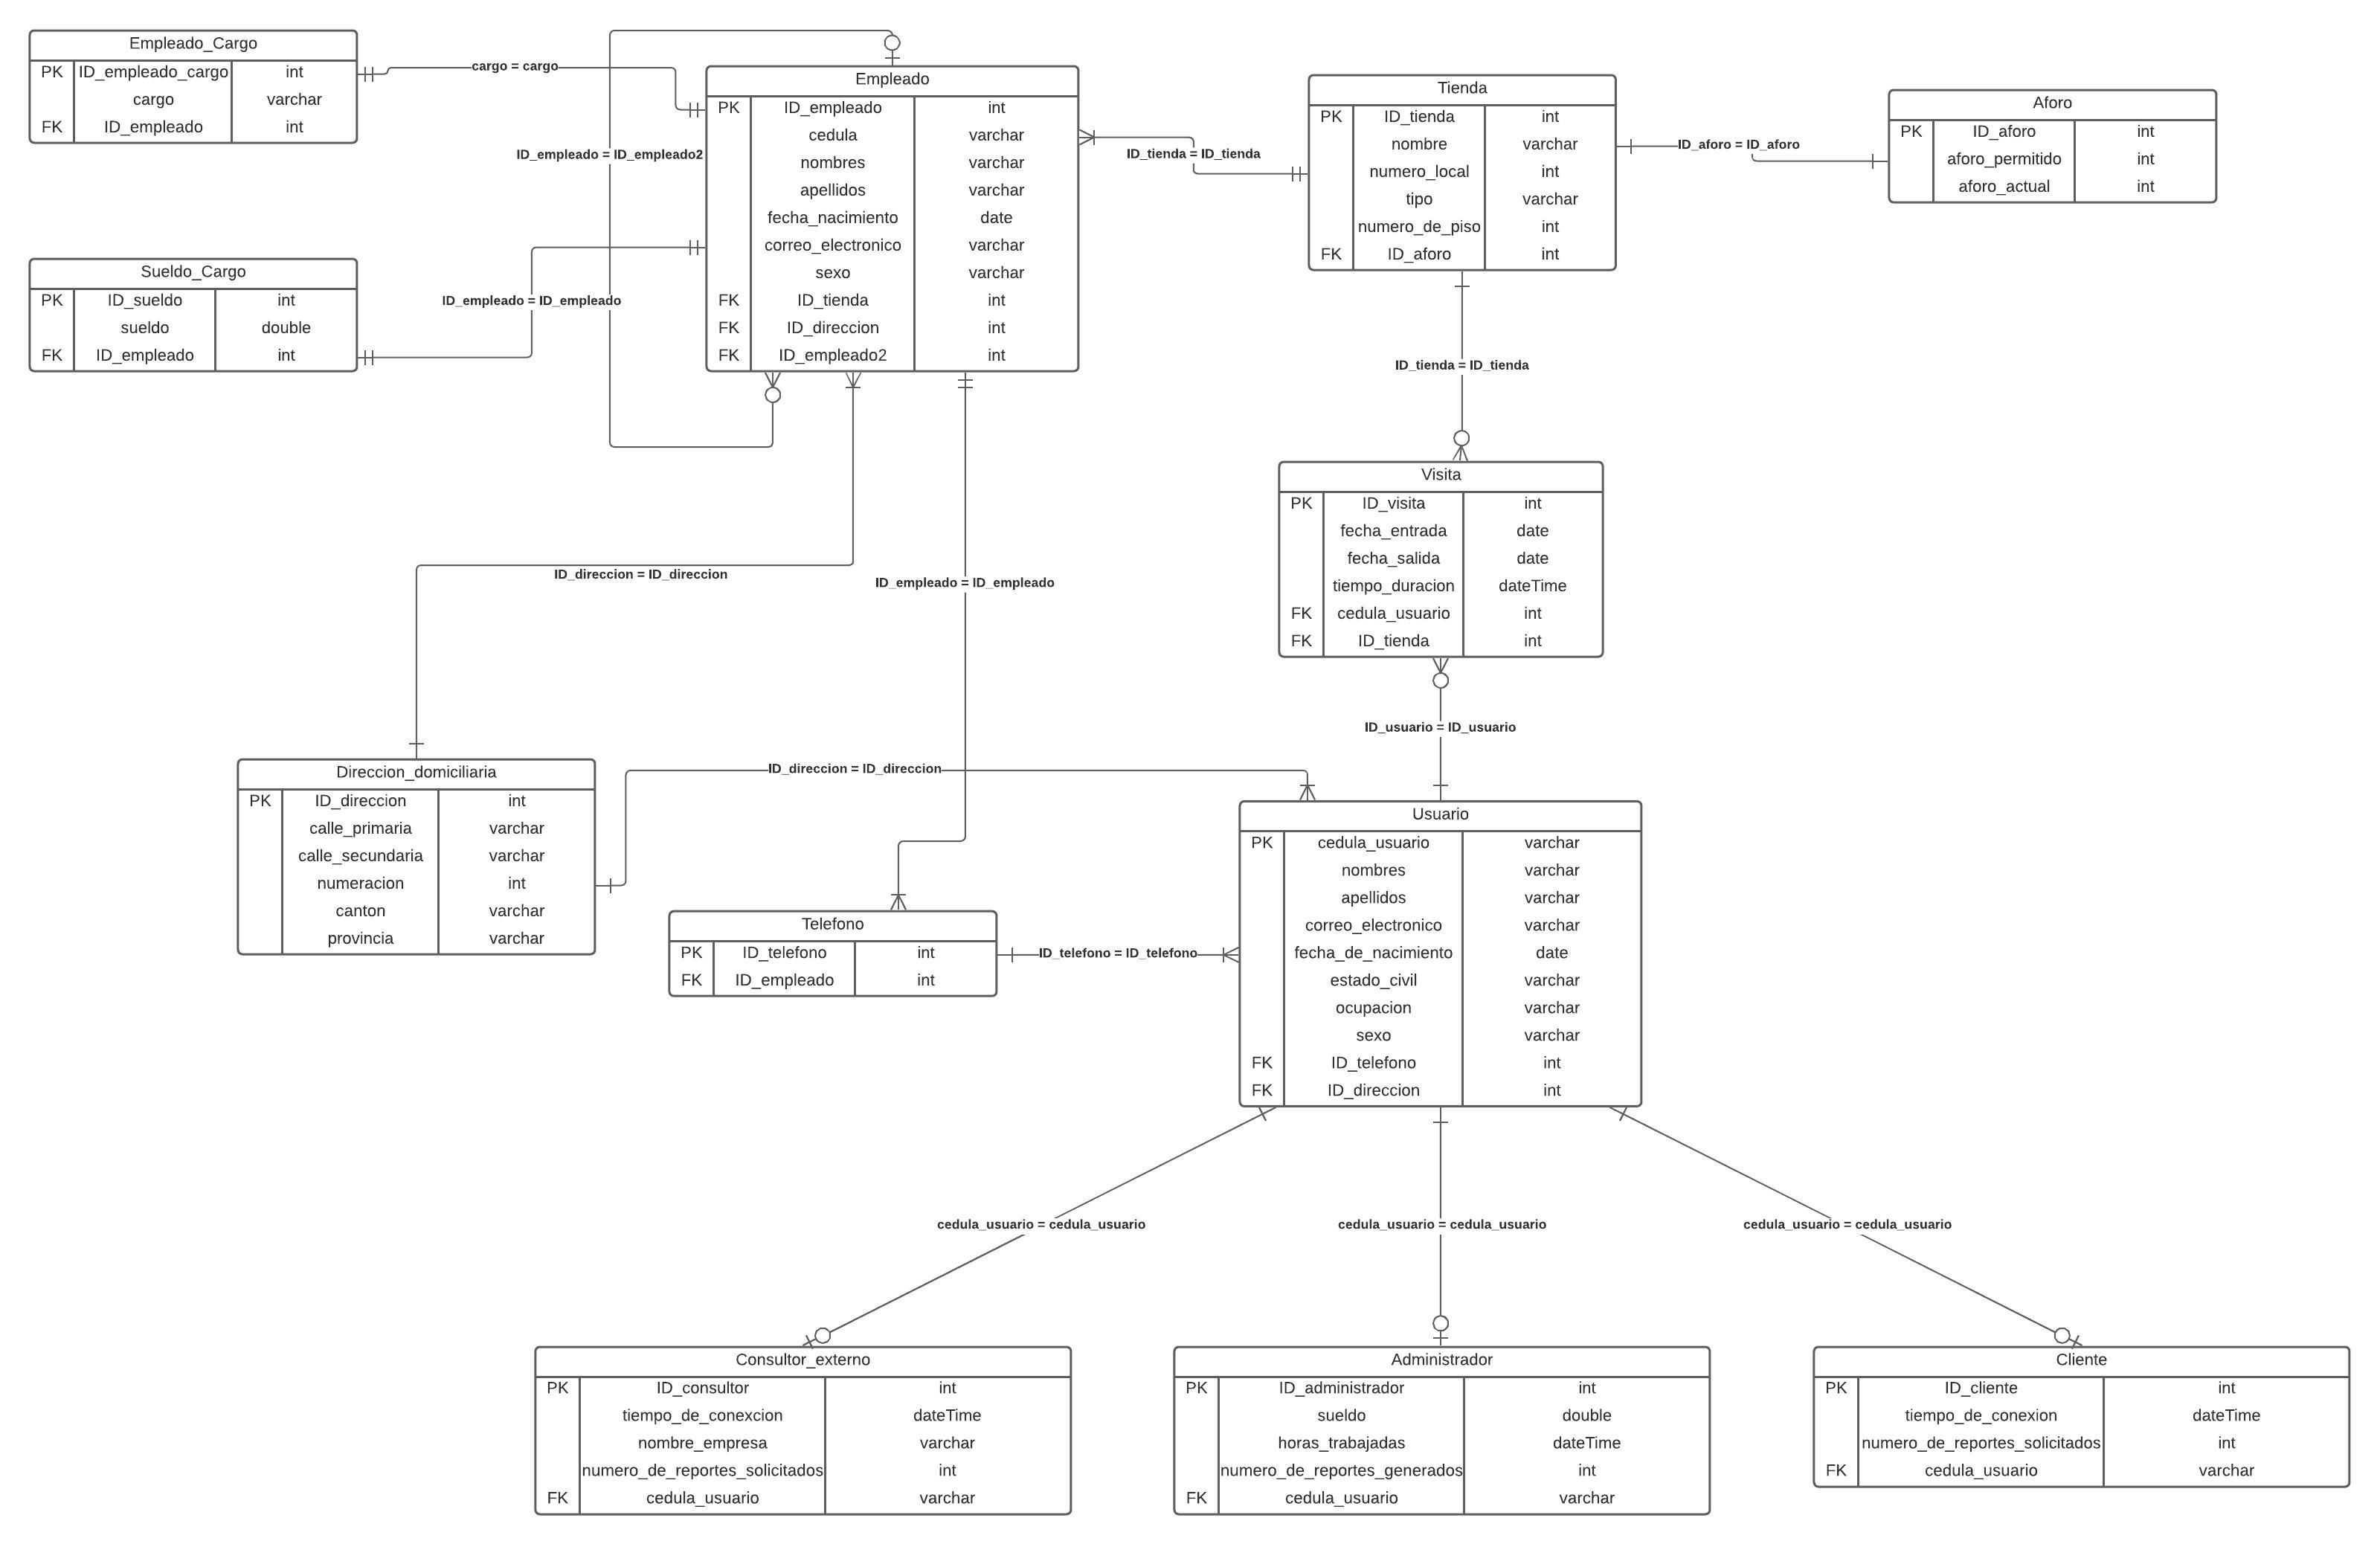 Empleado_Cargo
PK ID_empleado_cargo int
cargo varchar
FK ID_empleado int
cargo = cargo
ID_empleado = ID_empleado2
Sueldo_Cargo
PK ID_sueldo int
sueldo double
FK ID_empleado int
ID_empleado = ID_empleado
Empleado
PK ID_empleado int
cedula varchar
nombres varchar
apellidos varchar
fecha_nacimiento date
correo_electronico varchar
sexo varchar
FK ID_tienda int
FK ID_direccion int
FK ID_empleado2 int
ID_tienda = ID_tienda
Tienda
PK ID_tienda int
nombre varchar
numero_local int
tipo varchar
numero_de_piso int
FK ID_aforo int
ID_aforo = ID_aforo
Aforo
PK ID_aforo int
aforo_permitido int
aforo_actual int
ID_tienda = ID_tienda
Visita
PK ID_visita int
fecha_entrada date
fecha_salida date
tiempo_duracion dateTime
FK cedula_usuario int
FK ID_tienda int
ID_direccion = ID_direccion
ID_empleado = ID_empleado
ID_usuario = ID_usuario
Direccion_domiciliaria
PK ID_direccion int
calle_primaria varchar
calle_secundaria varchar
numeracion int
canton varchar
provincia varchar
ID_direccion = ID_direccion
Telefono
PK ID_telefono int
FK ID_empleado int
ID_telefono = ID_telefono
Usuario
PK cedula_usuario varchar
nombres varchar
apellidos varchar
correo_electronico varchar
fecha_de_nacimiento date
estado_civil varchar
ocupacion varchar
sexo varchar
FK ID_telefono int
FK ID_direccion int
cedula_usuario = cedula_usuario
cedula_usuario = cedula_usuario
cedula_usuario = cedula_usuario
Consultor_externo
PK ID_consultor int
tiempo_de_conexcion dateTime
nombre_empresa varchar
numero_de_reportes_solicitados int
FK cedula_usuario varchar
Administrador
PK ID_administrador int
sueldo double
horas_trabajadas dateTime
numero_de_reportes_generados int
FK cedula_usuario varchar
Cliente
PK ID_cliente int
tiempo_de_conexion dateTime
numero_de_reportes_solicitados int
FK cedula_usuario varchar